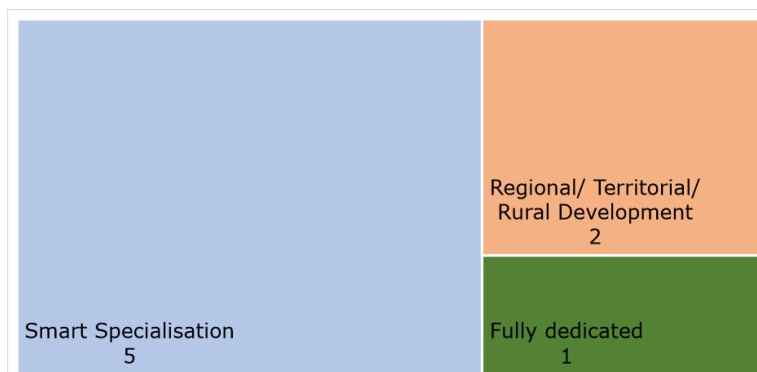 Smart Specialisation
5
Regional/ Territorial/
Rural Development
2
Fully dedicated
1